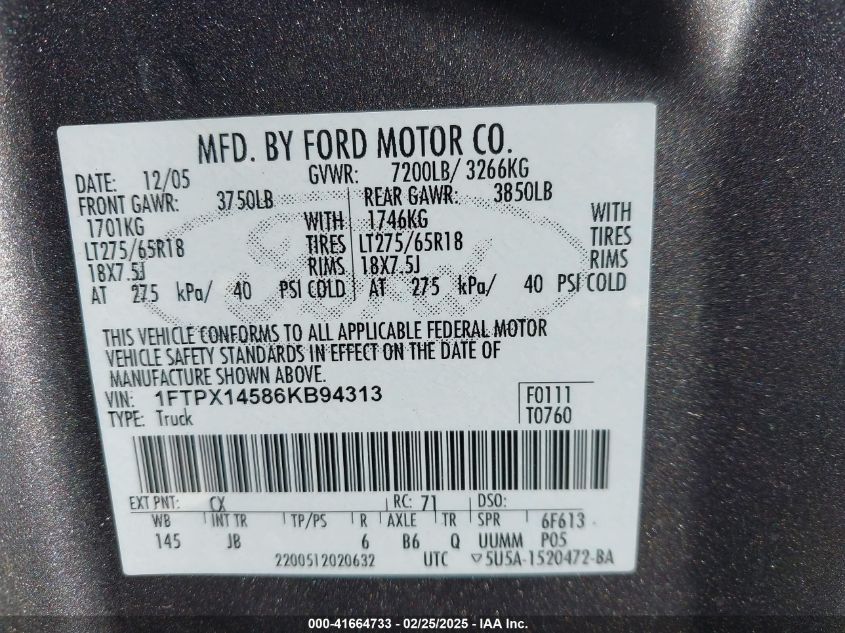 MFD. BY FORD MOTOR CO.
DATE: 12/05 GVWR: 7200LB/ 3266KG
FRONT GAWR: 3750LB REAR GAWR: 3850LB
1701KG WITH 1746KG WITH
LT275/65R18 TIRES LT275/65R18 TIRES
18X7.5J RIMS 18X7.5J RIMS
AT 275 kPa/ 40 PSI COLD AT 275 kPa/ 40 PSI COLD
THIS VEHICLE CONFORMS TO ALL APPLICABLE FEDERAL MOTOR
VEHICLE SAFETY STANDARDS IN EFFECT ON THE DATE OF
MANUFACTURE SHOWN ABOVE.
VIN: 1FTPX14586KB94313 F0111
TYPE: Truck T0760
EXT PNT: CX RC: 71 DSO:
WB INT TR TP/PS R AXLE TR SPR 6F613
145 JB 6 B6 Q UUMM P05
2200512020632 UTC ▽5U5A-1520472-BA
000-41664733 / 02/25/2025 - IAA Inc.